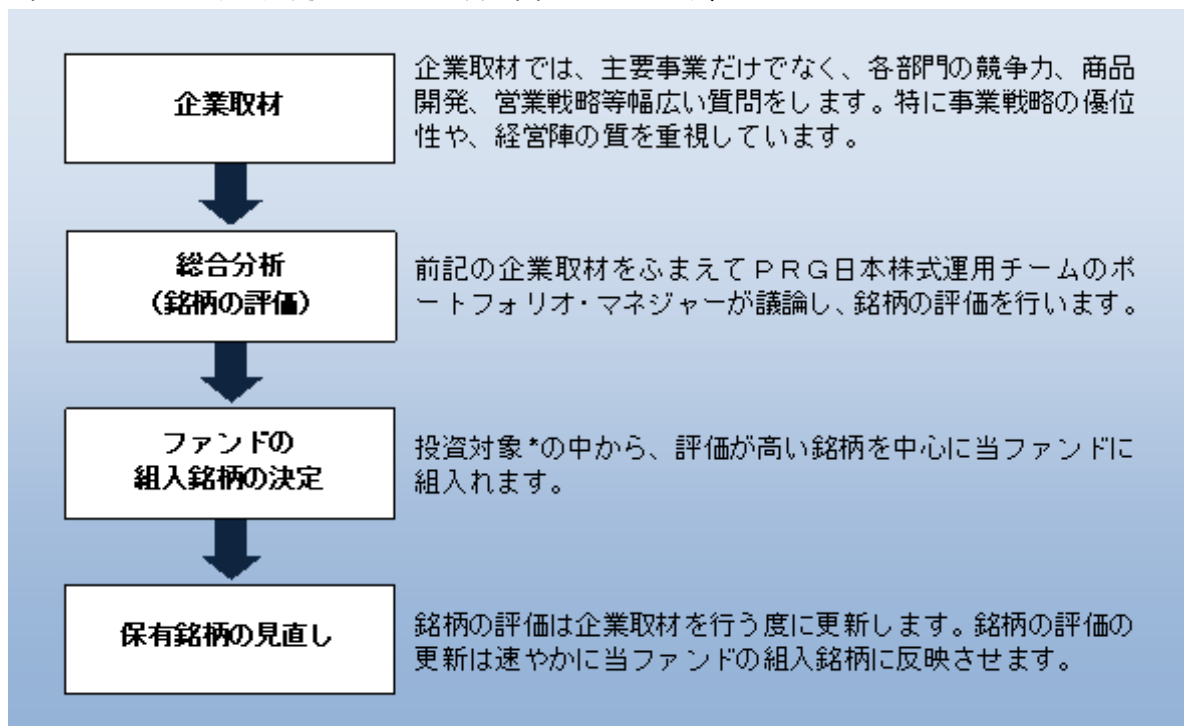 企業取材
企業取材では、主要事業だけでなく、各部門の競争力、商品
開発、営業戦略等幅広い質問をします。特に事業戦略の優位
性や、経営陣の質を重視しています。
総合分析
(銘柄の評価)
前記の企業取材をふまえてPRG日本株式運用チームのポ
ートフォリオ・マネジャーが議論し、銘柄の評価を行います。
ファンドの
組入銘柄の決定
投資対象*の中から、評価が高い銘柄を中心に当ファンドに
組入れます。
保有銘柄の見直し
銘柄の評価は企業取材を行う度に更新します。銘柄の評価の
更新は速やかに当ファンドの組入銘柄に反映させます。